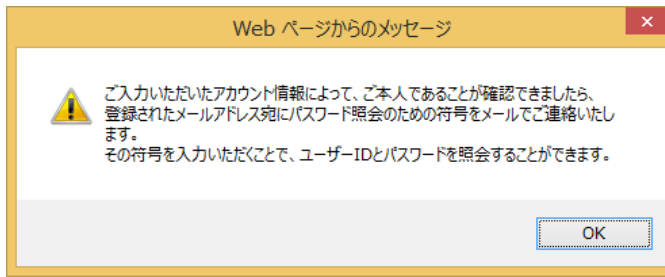 Web ページからのメッセージ
ご入力いただいたアカウント情報によって、ご本人であることが確認できましたら、
登録されたメールアドレス宛にパスワード照会のための符号をメールでご連絡いたし
ます。
その符号を入力いただくことで、ユーザーIDとパスワードを照会することができます。
OK